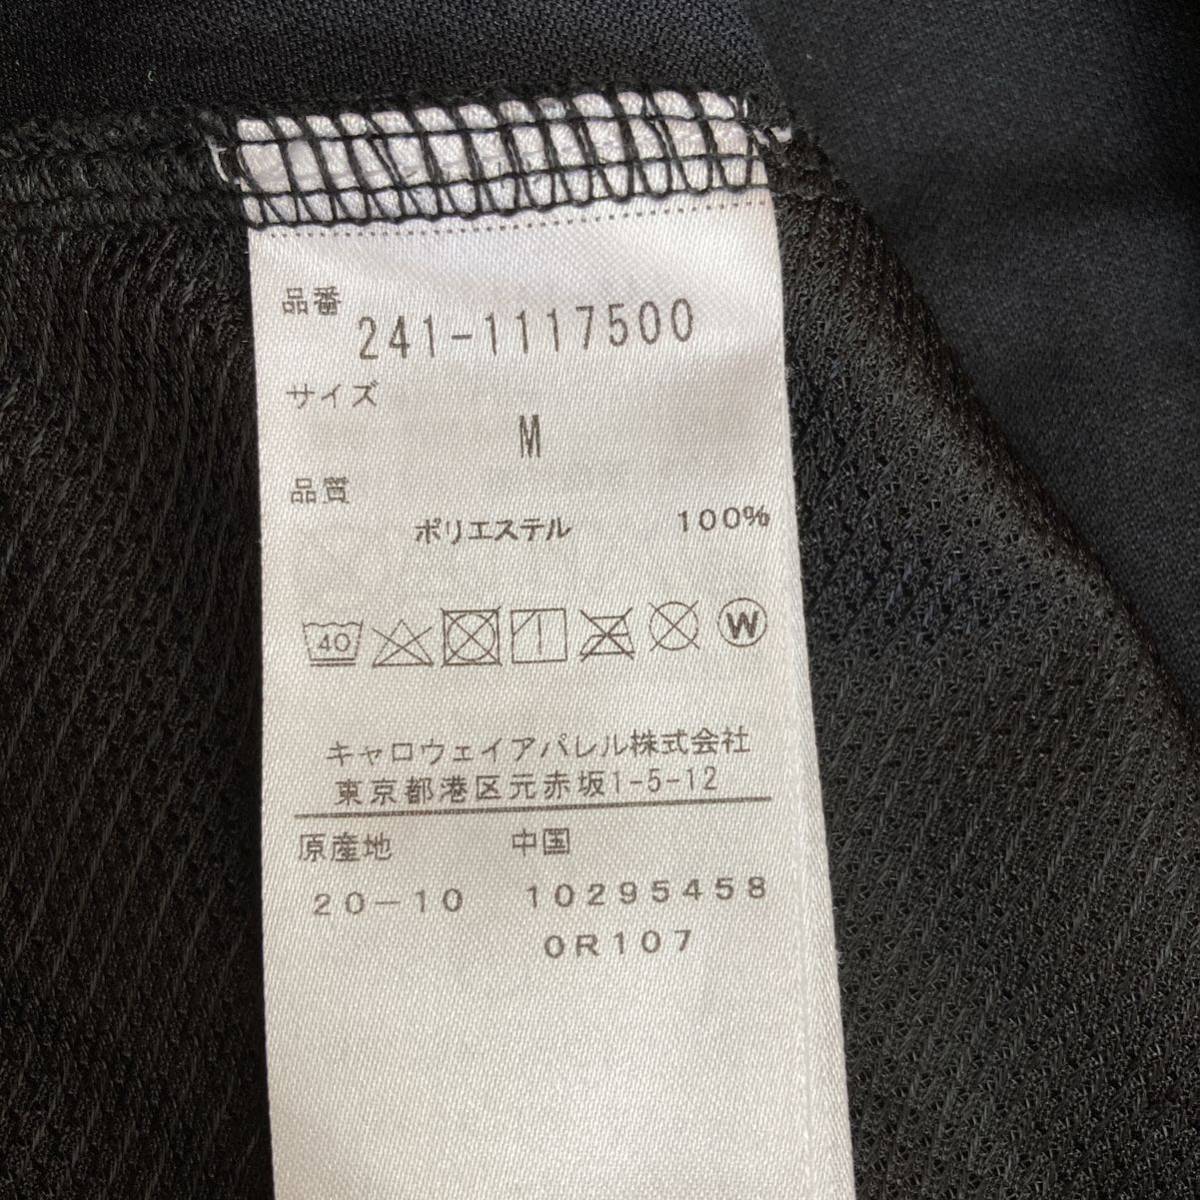 品番
241-1117500
サイズ
M
品質
ポリエステル 100%
40 W
キャロウェイアパレル株式会社
東京都港区元赤坂1-5-12
原産地 中国
20-10 10295458
0R107